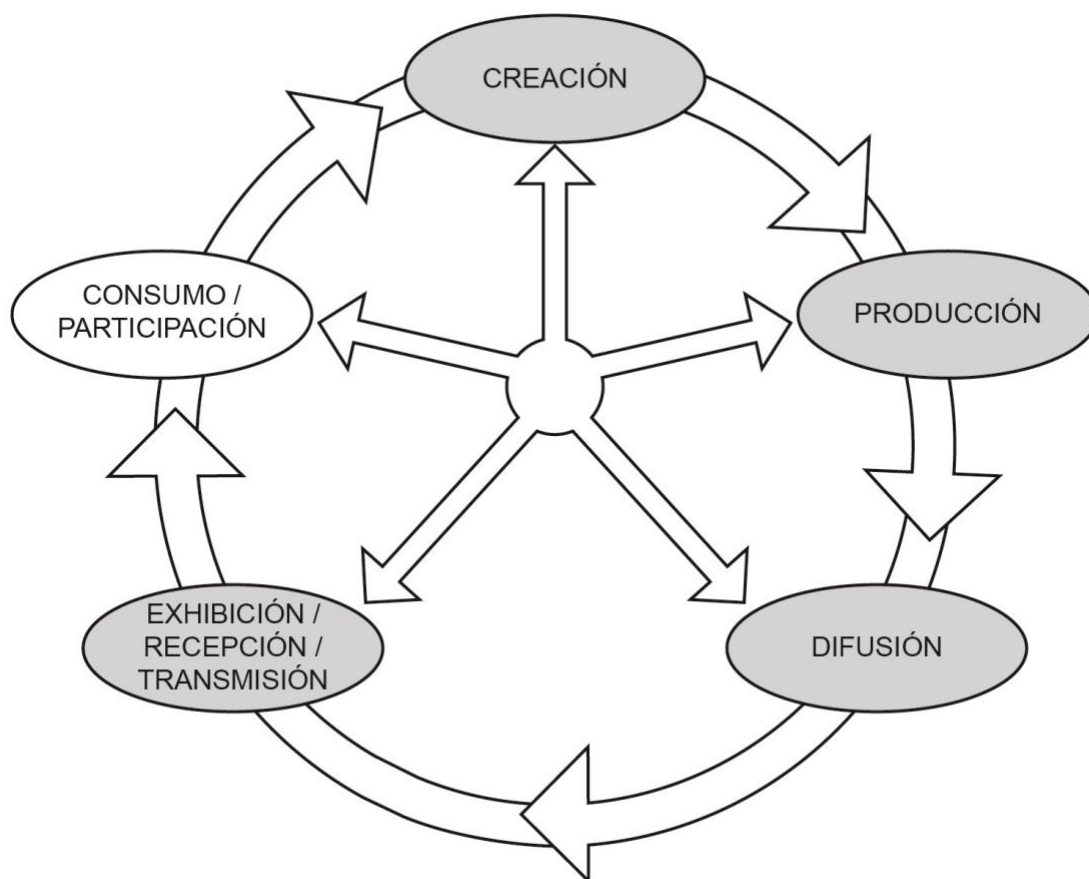 CREACIÓN
PRODUCCIÓN
DIFUSIÓN
EXHIBICIÓN /
RECEPCIÓN /
TRANSMISIÓN
CONSUMO /
PARTICIPACIÓN